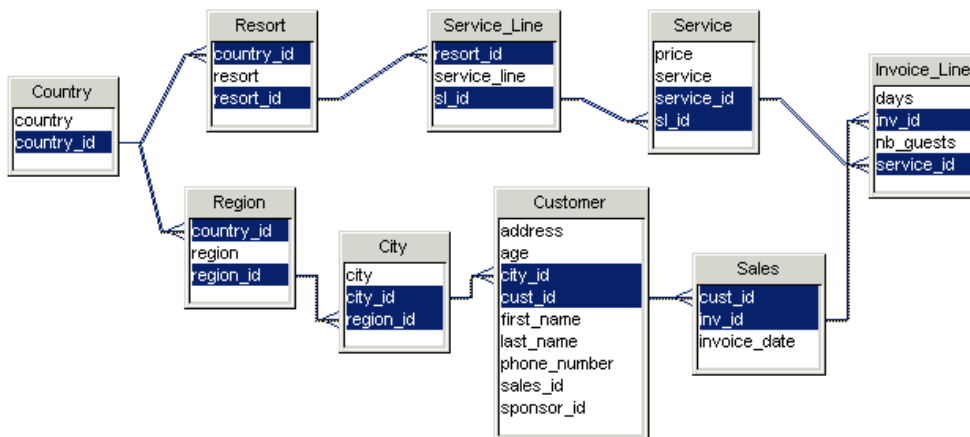 Country
country
country_id
Resort
country_id
resort
resort_id
Service_Line
resort_id
service_line
sl_id
Service
price
service
service_id
sl_id
Invoice_Line
days
inv_id
nb_guests
service_id
Region
country_id
region
region_id
City
city
city_id
region_id
Customer
address
age
city_id
cust_id
first_name
last_name
phone_number
sales_id
sponsor_id
Sales
cust_id
inv_id
invoice_date